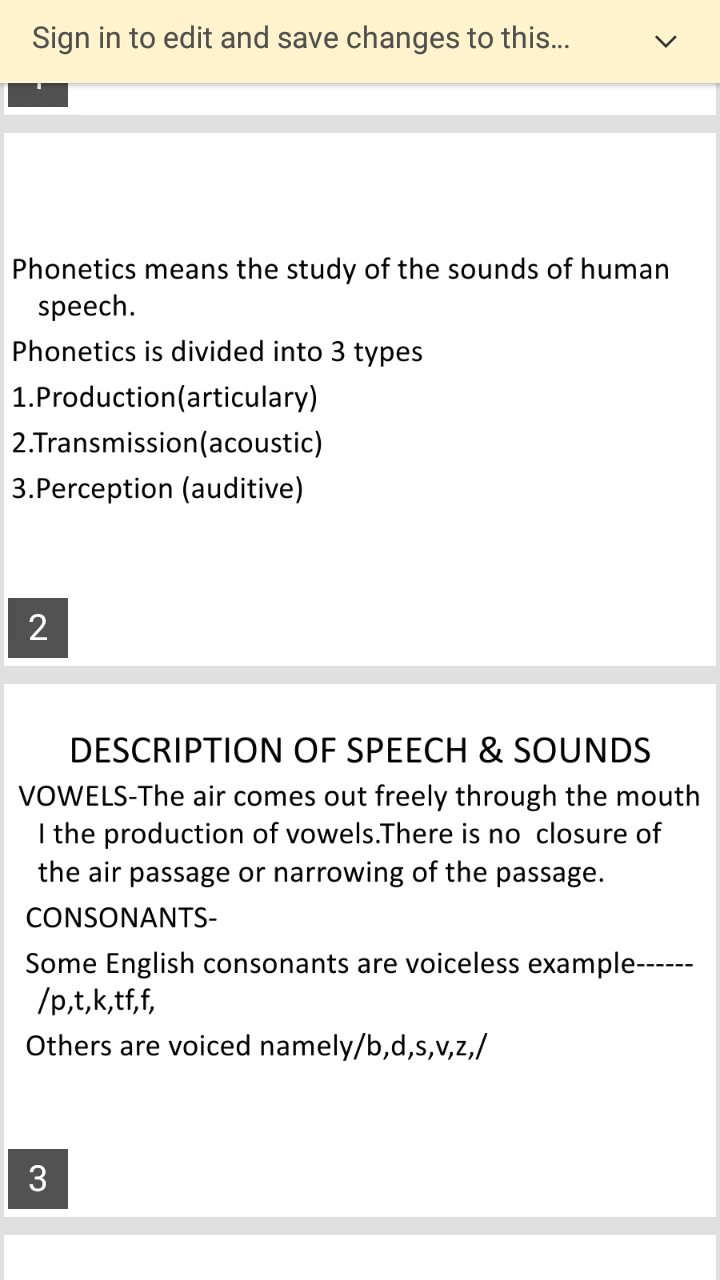 Sign in to edit and save changes to this...
Phonetics means the study of the sounds of human
speech.
Phonetics is divided into 3 types
1.Production(articulary)
2.Transmission(acoustic)
3.Perception (auditive)
2
DESCRIPTION OF SPEECH & SOUNDS
VOWELS-The air comes out freely through the mouth
I the production of vowels.There is no  closure of
the air passage or narrowing of the passage.
CONSONANTS-
Some English consonants are voiceless example------
/p,t,k,tf,f,
Others are voiced namely/b,d,s,v,z,/
3